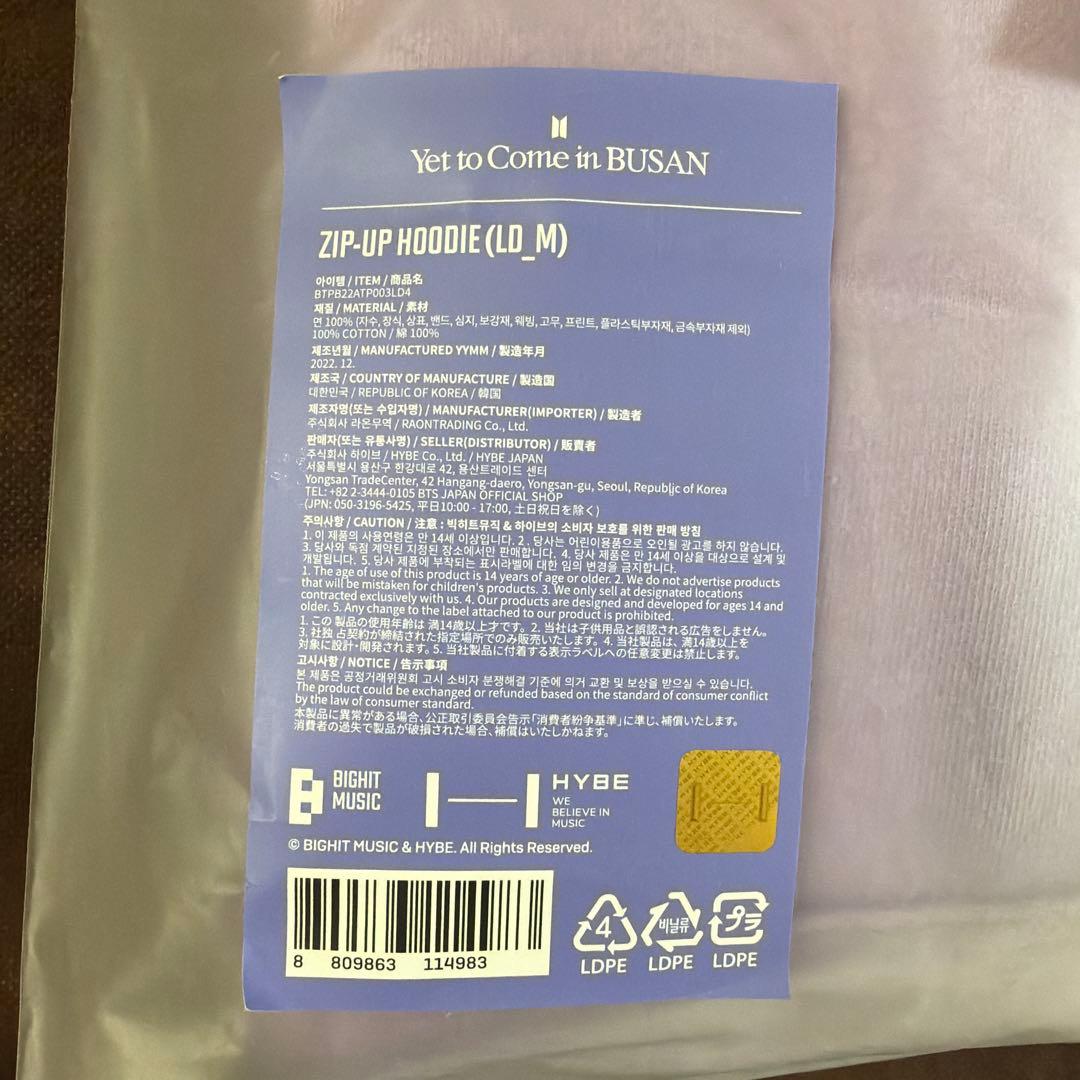 Yet to Come in BUSAN
ZIP-UP HOODIE (LD_M)
아이템 / ITEM / 商品名
BTPB22ATP003LD4
재질 / MATERIAL / 素材
면 100% (자수, 장식, 상표, 밴드, 심지, 보강재, 웨빙, 고무, 프린트, 플라스틱부자재, 금속부자재 제외)
100% COTTON / 綿 100%
제조년월 / MANUFACTURED YYMM / 製造年月
2022. 12.
제조국 / COUNTRY OF MANUFACTURE / 製造国
대한민국 / REPUBLIC OF KOREA / 韓国
제조자명(또는 수입자명) / MANUFACTURER(IMPORTER) / 製造者
주식회사 라온무역 / RAONTRADING Co., Ltd.
판매자(또는 유통사명) / SELLER(DISTRIBUTOR) / 販賣者
주식회사 하이브 / HYBE Co., Ltd. / HYBE JAPAN
서울특별시 용산구 한강대로 42, 용산트레이드 센터
Yongsan TradeCenter, 42 Hangang-daero, Yongsan-gu, Seoul, Republic of Korea
TEL: +82 2-3444-0105 BTS JAPAN OFFICIAL SHOP
(JPN: 050-3196-5425, 平日10:00 - 17:00, 土日祝日を除く)
주의사항 / CAUTION / 注意 : 빅히트뮤직 & 하이브의 소비자 보호를 위한 판매 방침
1. 이 제품의 사용연령은 만 14세 이상입니다. 2. 당사는 어린이용품으로 오인될 광고를 하지 않습니다.
3. 당사와 독점 계약된 지정된 장소에서만 판매합니다. 4. 당사 제품은 만 14세 이상을 대상으로 설계 및
개발됩니다. 5. 당사 제품에 부착되는 표시라벨에 대한 임의 변경을 금지합니다.
1. The age of use of this product is 14 years of age or older. 2. We do not advertise products
that will be mistaken for children's products. 3. We only sell at designated locations
contracted exclusively with us. 4. Our products are designed and developed for ages 14 and
older. 5. Any change to the label attached to our product is prohibited.
1. この 製品の使用年齢は 満14歳以上才です。2. 当社は子供用品と誤認される広告をしません。
3. 社独 占契約が締結された指定場所でのみ販売いたします。4. 当社製品は、満14歳以上を
対象に設計・開発されます。5. 当社製品に付着する表示ラベルへの任意変更は禁止します。
고시사항 / NOTICE / 告示事項
본 제품은 공정거래위원회 고시 소비자 분쟁해결 기준에 의거 교환 및 보상을 받으실 수 있습니다.
The product could be exchanged or refunded based on the standard of consumer conflict
by the law of consumer standard.
本製品に異常がある場合、公正取引委員会告示「消費者紛争基準」に準じ、補償いたします。
消費者の過失で製品が破損された場合、補償はいたしかねます。
BIGHIT
MUSIC
HYBE
WE
BELIEVE IN
MUSIC
© BIGHIT MUSIC & HYBE. All Rights Reserved.
8 809863 114983
4 비닐류 プラ
LDPE LDPE LDPE